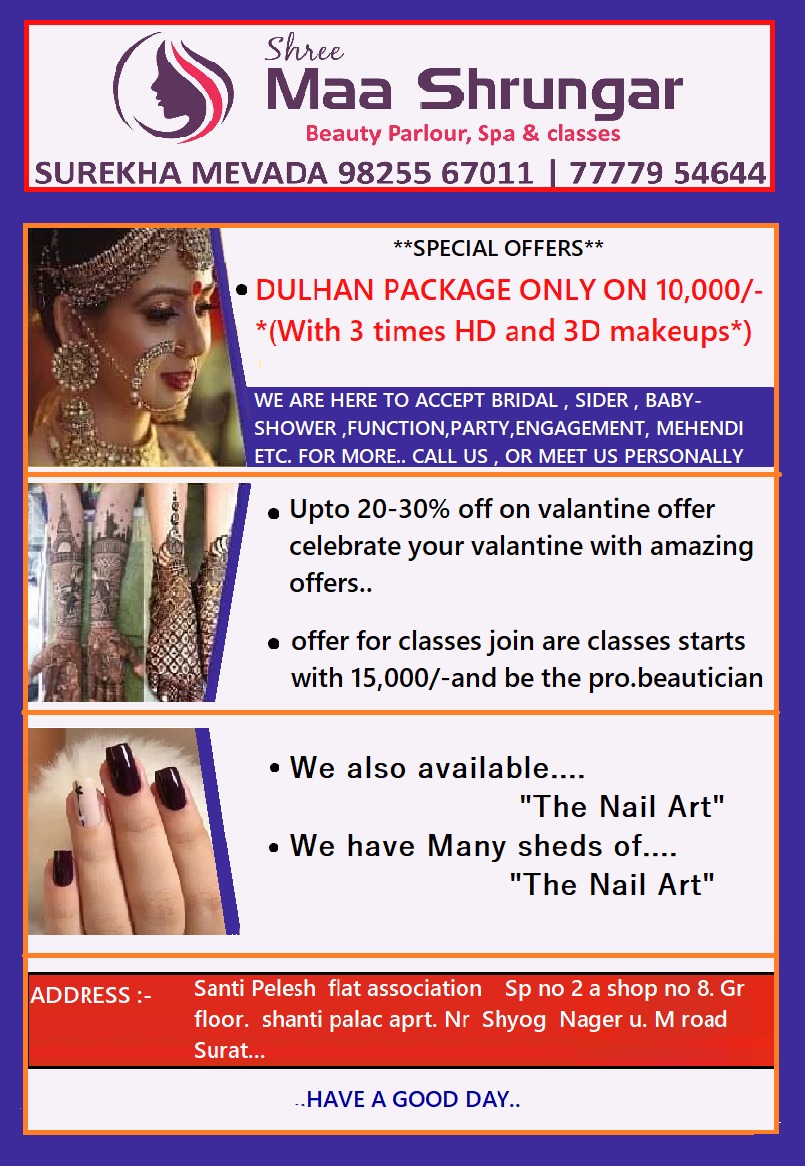 Shree
Maa Shrungar
Beauty Parlour, Spa & classes
SUREKHA MEVADA 98255 67011 | 77779 54644
**SPECIAL OFFERS**
• DULHAN PACKAGE ONLY ON 10,000/-
*(With 3 times HD and 3D makeups*)
WE ARE HERE TO ACCEPT BRIDAL , SIDER , BABY-
SHOWER ,FUNCTION,PARTY,ENGAGEMENT, MEHENDI
ETC. FOR MORE.. CALL US , OR MEET US PERSONALLY
• Upto 20-30% off on valantine offer
celebrate your valantine with amazing
offers..
• offer for classes join are classes starts
with 15,000/-and be the pro.beautician
• We also available....
"The Nail Art"
• We have Many sheds of....
"The Nail Art"
ADDRESS :- Santi Pelesh flat association Sp no 2 a shop no 8. Gr
floor. shanti palac aprt. Nr Shyog Nager u. M road
Surat...
..HAVE A GOOD DAY..